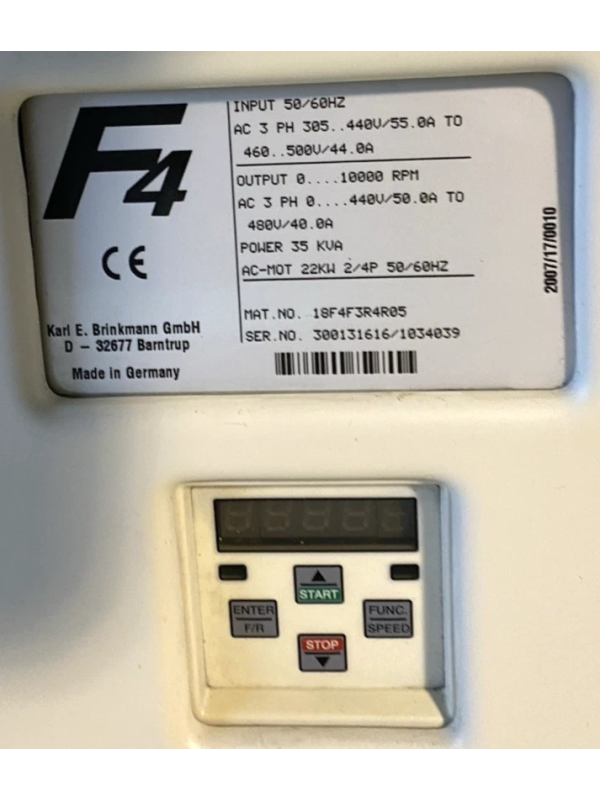 F4
CE
Karl E. Brinkmann GmbH
D – 32677 Barntrup
Made in Germany
INPUT 50/60HZ
AC 3 PH 305..440V/55.0A TO
460..500V/44.0A
OUTPUT 0....10000 RPM
AC 3 PH 0....440V/50.0A TO
480V/40.0A
POWER 35 KVA
AC-MOT 22KW 2/4P 50/60HZ
MAT.NO. 18F4F3R4R05
SER.NO. 300131616/1034039
2007/17/0010
START
ENTER
F/R
FUNC.
SPEED
STOP